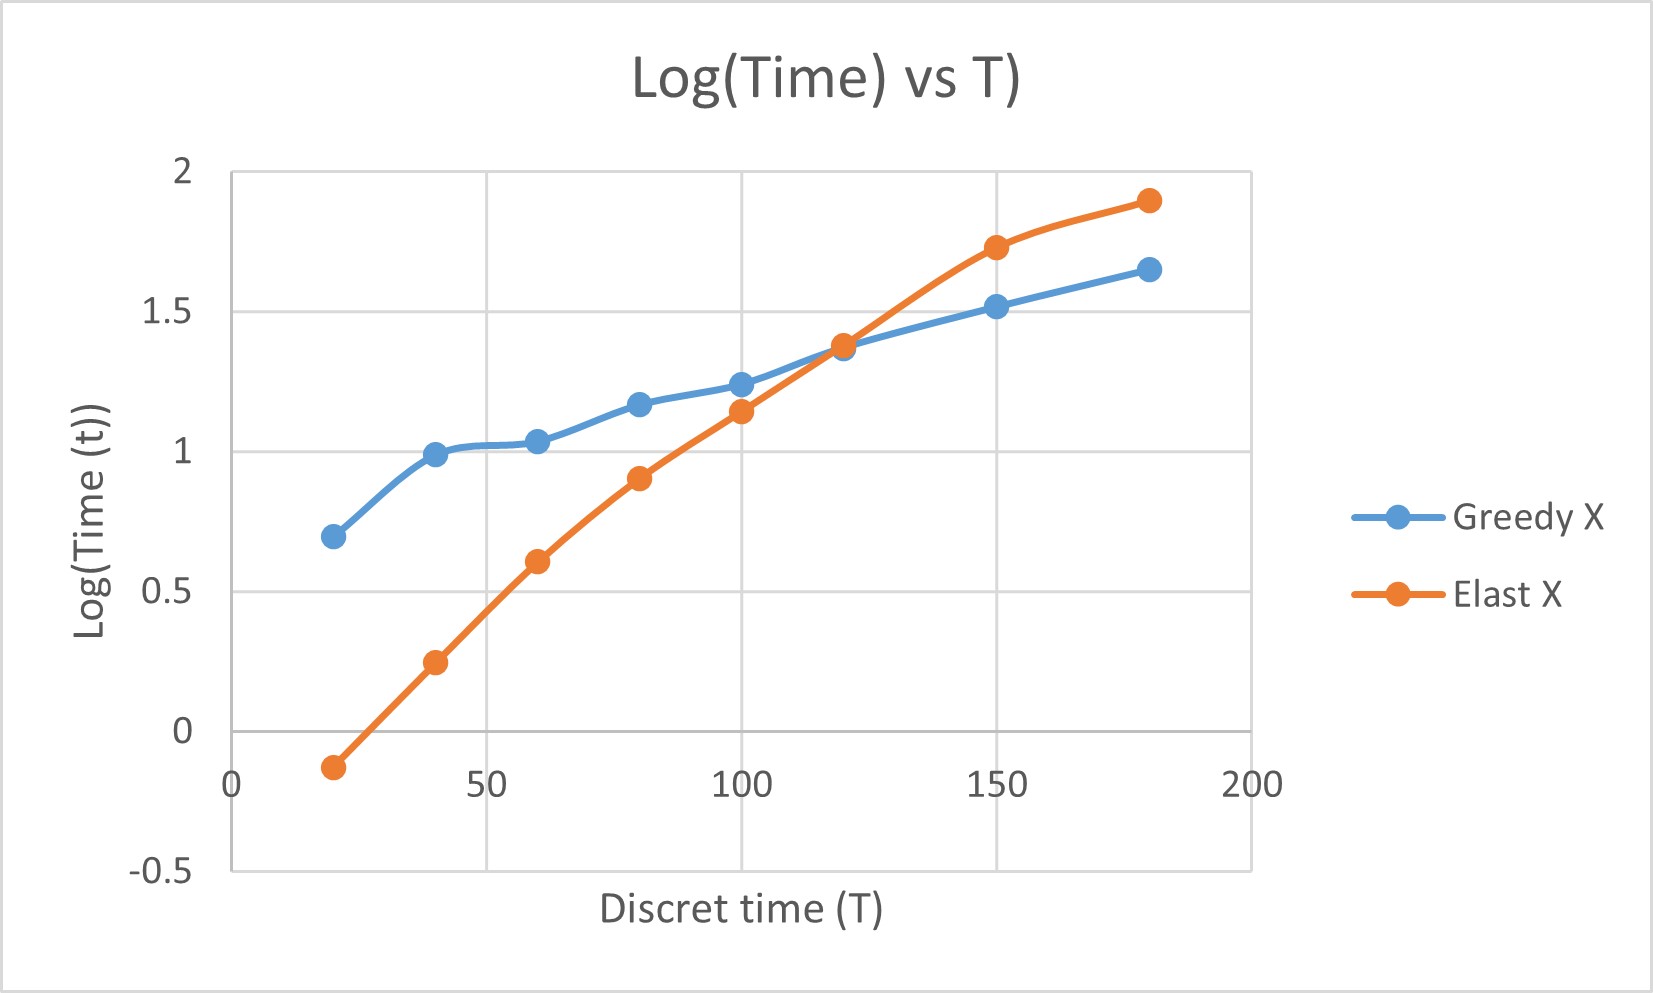 Log(Time) vs T)
2
1.5
1
0.5
0
-0.5
0 50 100 150 200
Log(Time (t))
Discret time (T)
Greedy X
Elast X